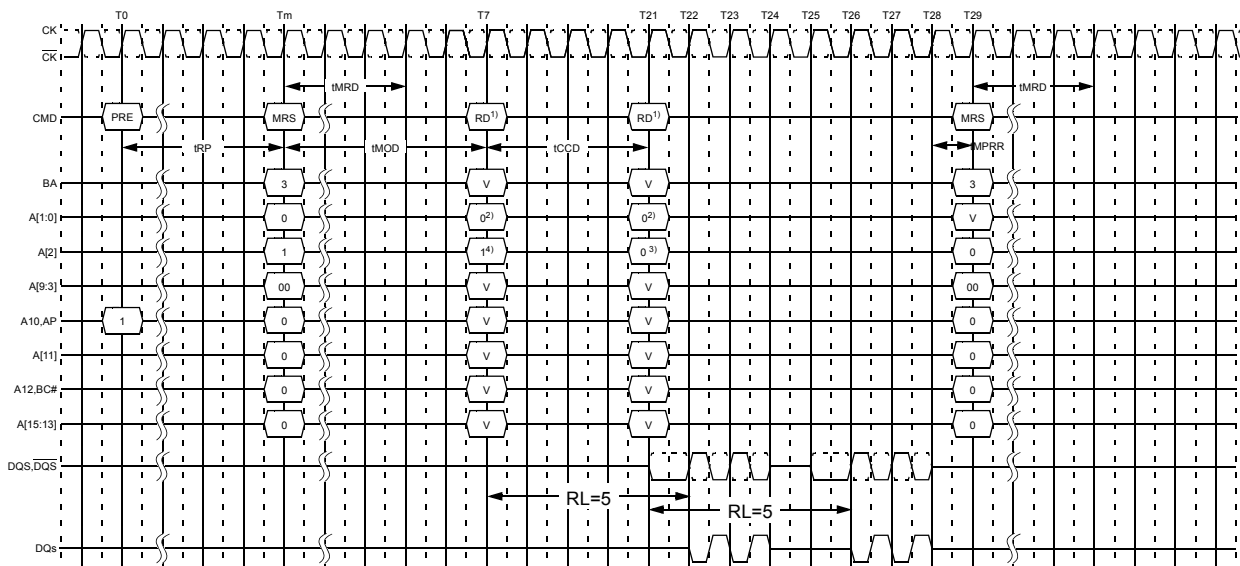 T0 Tm T7 T21 T22 T23 T24 T25 T26 T27 T28 T29
CK
CK
tMRD tMRD
CMD PRE MRS RD1) RD1) MRS
tRP tMOD tCCD tMPRR
BA 3 V V 3
A[1:0] 0 02) 02) V
A[2] 1 14) 0 3) 0
A[9:3] 00 V V 00
A10,AP 1 0 V V 0
A[11] 0 V V 0
A12,BC# 0 V V 0
A[15:13] 0 V V 0
DQS,DQS
RL=5
RL=5
DQs